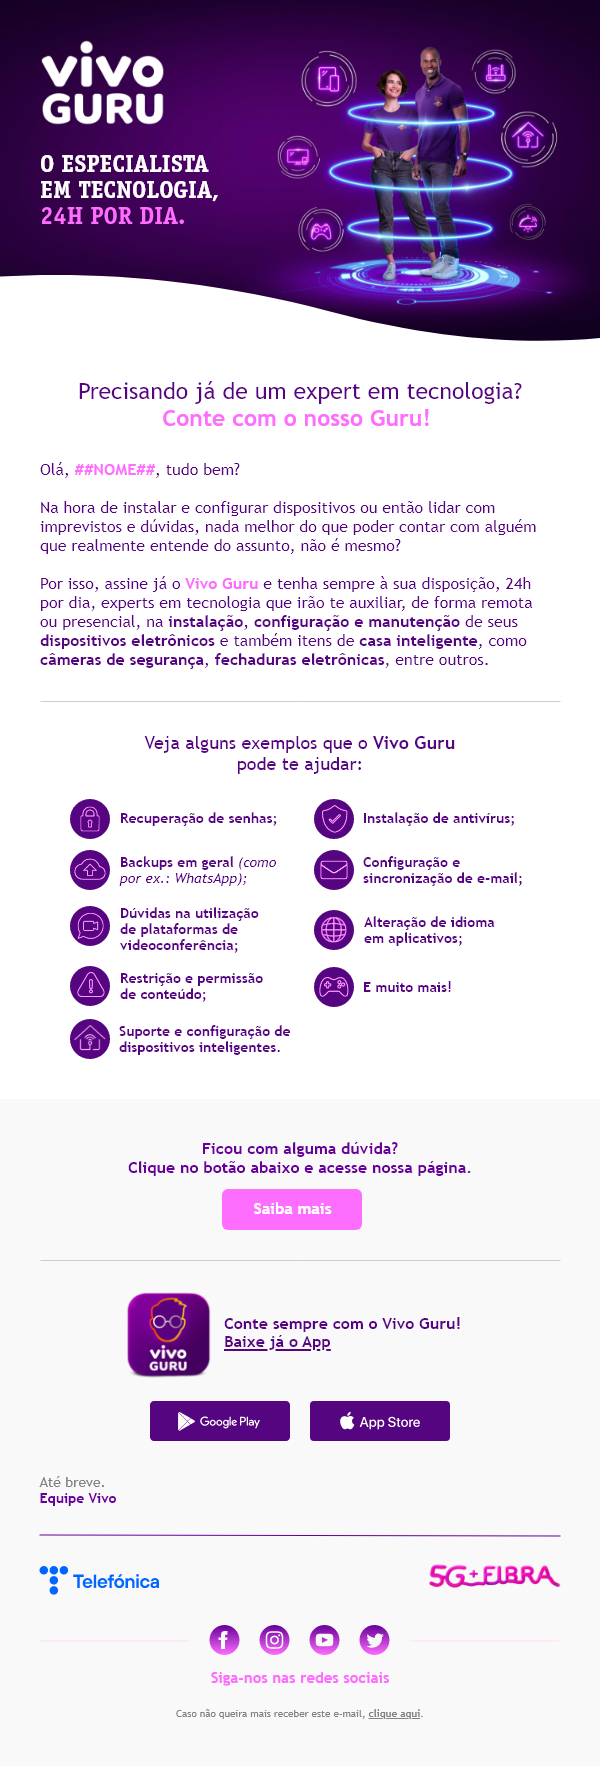 vivo
GURU
O ESPECIALISTA
EM TECNOLOGIA,
24H POR DIA.
Precisando já de um expert em tecnologia?
Conte com o nosso Guru!
Olá, ##NOME##, tudo bem?
Na hora de instalar e configurar dispositivos ou então lidar com
imprevistos e dúvidas, nada melhor do que poder contar com alguém
que realmente entende do assunto, não é mesmo?
Por isso, assine já o Vivo Guru e tenha sempre à sua disposição, 24h
por dia, experts em tecnologia que irão te auxiliar, de forma remota
ou presencial, na instalação, configuração e manutenção de seus
dispositivos eletrônicos e também itens de casa inteligente, como
câmeras de segurança, fechaduras eletrônicas, entre outros.
Veja alguns exemplos que o Vivo Guru
pode te ajudar:
Recuperação de senhas;
Instalação de antivírus;
Backups em geral (como
por ex.: WhatsApp);
Configuração e
sincronização de e-mail;
Dúvidas na utilização
de plataformas de
videoconferência;
Alteração de idioma
em aplicativos;
Restrição e permissão
de conteúdo;
E muito mais!
Suporte e configuração de
dispositivos inteligentes.
Ficou com alguma dúvida?
Clique no botão abaixo e acesse nossa página.
Saiba mais
vivo
GURU
Conte sempre com o Vivo Guru!
Baixe já o App
Google Play
App Store
Até breve.
Equipe Vivo
Telefónica
5G+FIBRA
Siga-nos nas redes sociais
Caso não queira mais receber este e-mail, clique aqui.